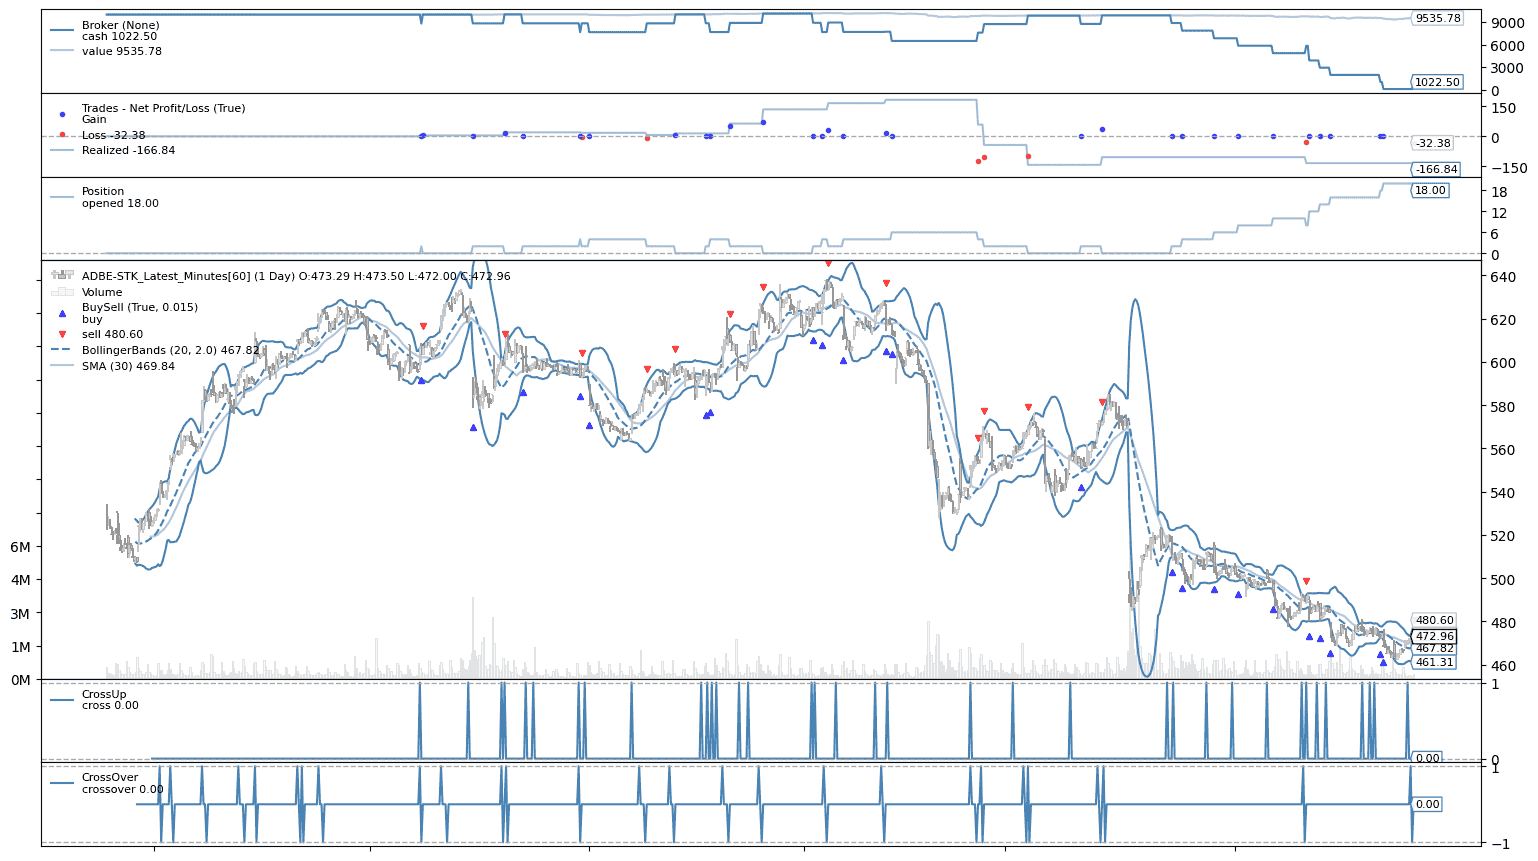 Broker (None)
cash 1022.50
value 9535.78
9535.78
1022.50
9000
6000
3000
0
Trades - Net Profit/Loss (True)
Gain
Loss -32.38
Realized -166.84
-32.38
-166.84
150
0
−150
Position
opened 18.00
18.00
18
12
6
0
ADBE-STK_Latest_Minutes[60] (1 Day) O:473.29 H:473.50 L:472.00 C:472.96
Volume
BuySell (True, 0.015)
buy
sell 480.60
BollingerBands (20, 2.0) 467.82
SMA (30) 469.84
6M
4M
3M
1M
0M
640
620
600
580
560
540
520
500
480
460
480.60
472.96
467.82
461.31
CrossUp
cross 0.00
0.00
1
0
CrossOver
crossover 0.00
0.00
1
−1